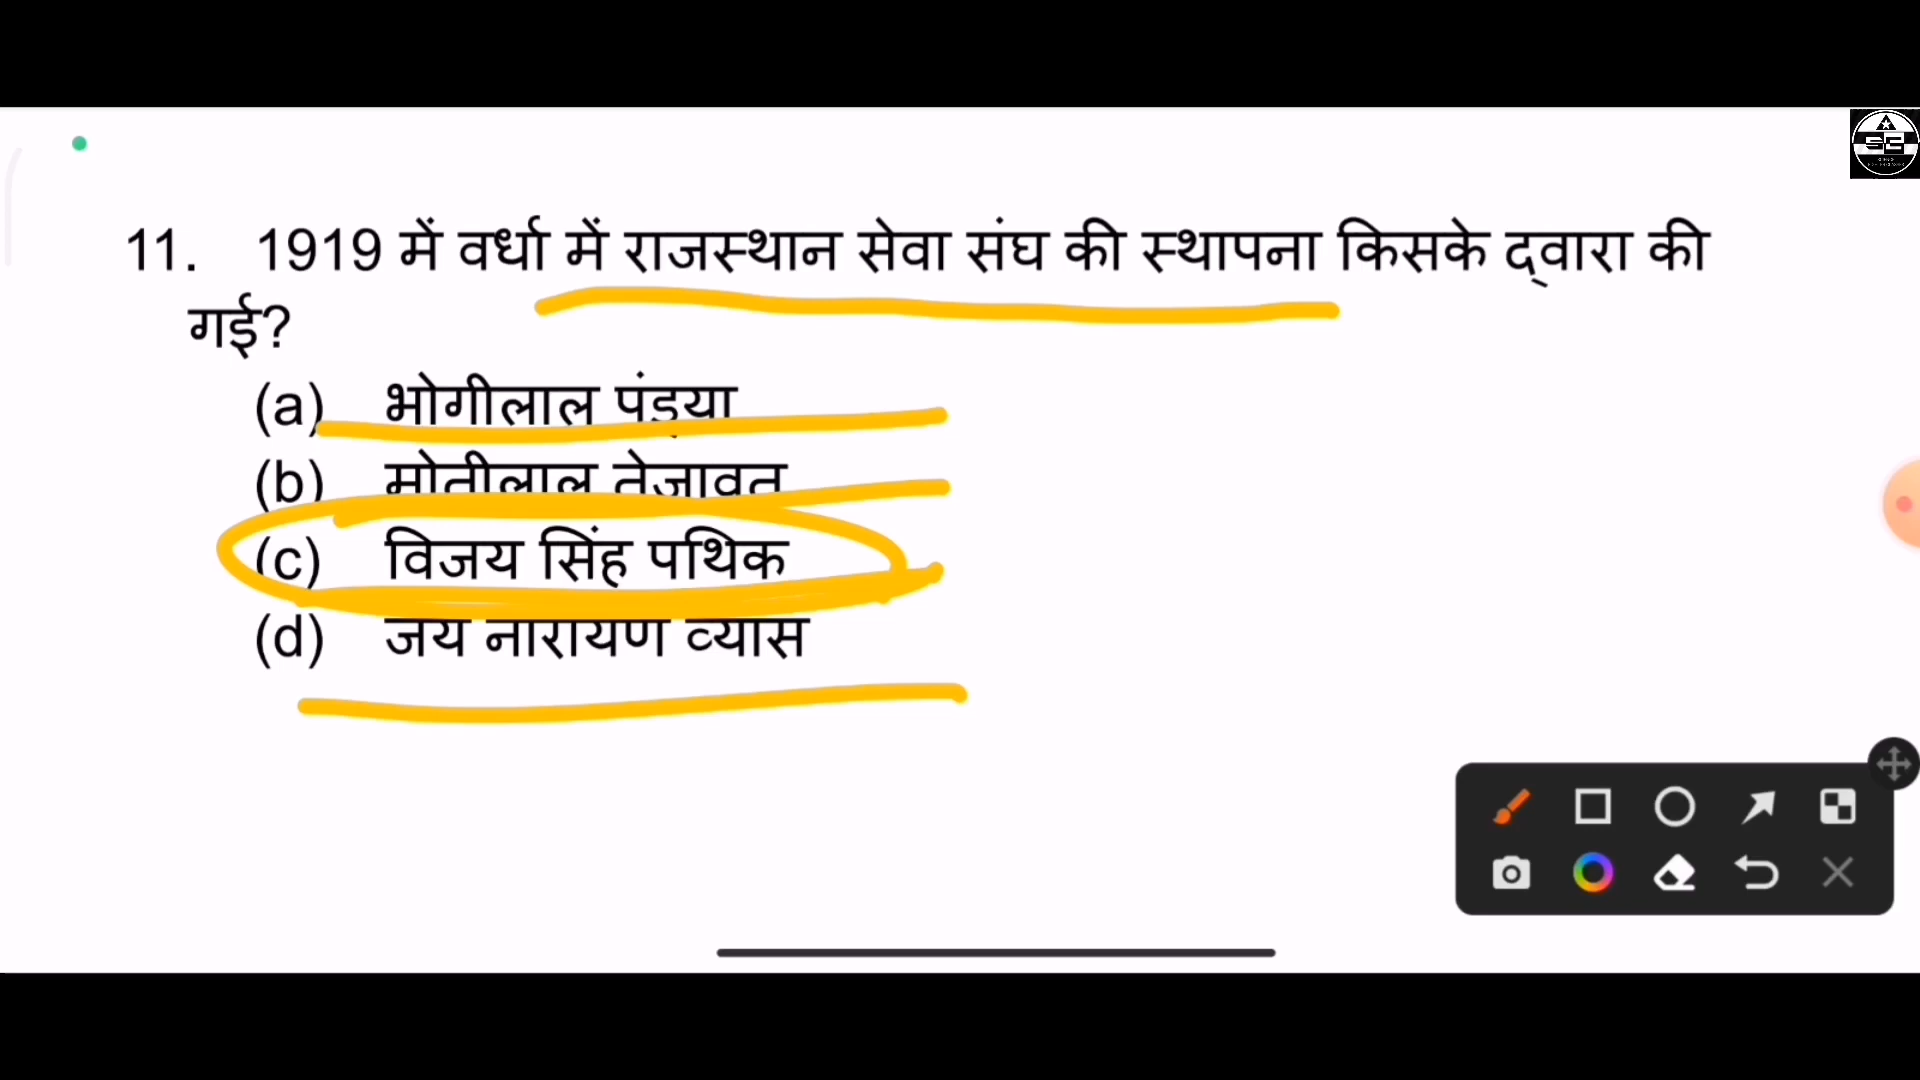 11. 1919 में वर्धा में राजस्थान सेवा संघ की स्थापना किसके द्वारा की
गई?
(a) भोगीलाल पंड्या
(b) मोतीलाल तेजावत
(c) विजय सिंह पथिक
(d) जय नारायण व्यास